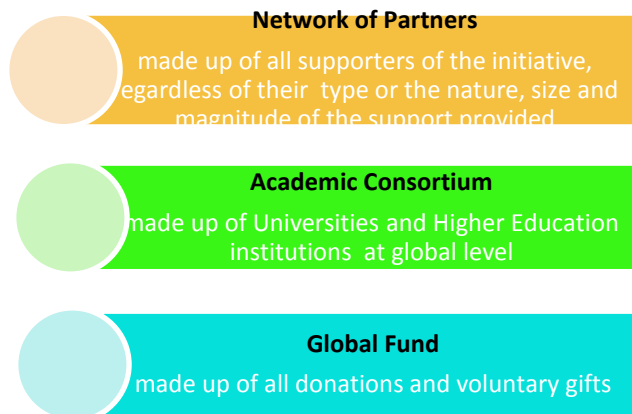 Network of Partners
made up of all supporters of the initiative,
egardless of their type or the nature, size and
magnitude of the support provided
Academic Consortium
made up of Universities and Higher Education
institutions at global level
Global Fund
made up of all donations and voluntary gifts